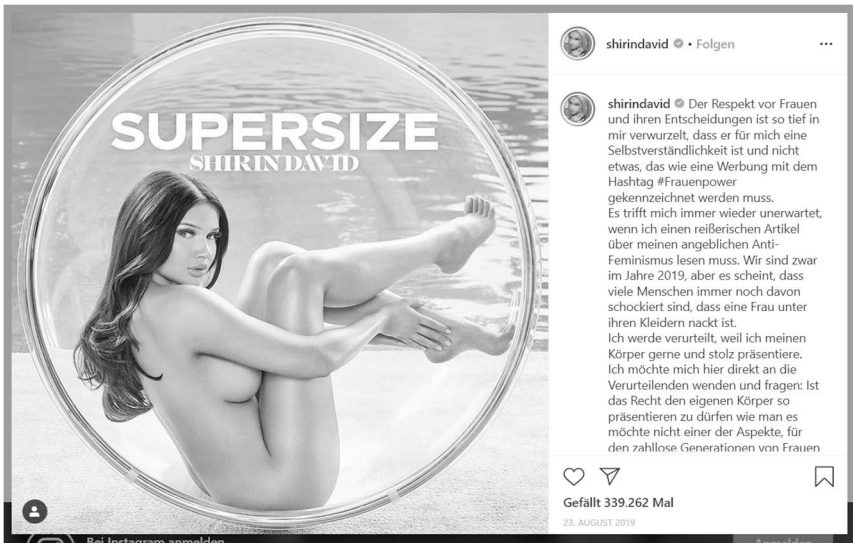 SUPERSIZE
SHIRIN DAVID
shirindavid • Folgen
shirindavid Der Respekt vor Frauen
und ihren Entscheidungen ist so tief in
mir verwurzelt, dass er für mich eine
Selbstverständlichkeit ist und nicht
etwas, das wie eine Werbung mit dem
Hashtag #Frauenpower
gekennzeichnet werden muss.
Es trifft mich immer wieder unerwartet,
wenn ich einen reißerischen Artikel
über meinen angeblichen Anti-
Feminismus lesen muss. Wir sind zwar
im Jahre 2019, aber es scheint, dass
viele Menschen immer noch davon
schockiert sind, dass eine Frau unter
ihren Kleidern nackt ist.
Ich werde verurteilt, weil ich meinen
Körper gerne und stolz präsentiere.
Ich möchte mich hier direkt an die
Verurteilenden wenden und fragen: Ist
das Recht den eigenen Körper so
präsentieren zu dürfen wie man es
möchte nicht einer der Aspekte, für
den zahllose Generationen von Frauen
Gefällt 339.262 Mal
23. AUGUST 2019
Bei Instagram anmelden
Anmelden